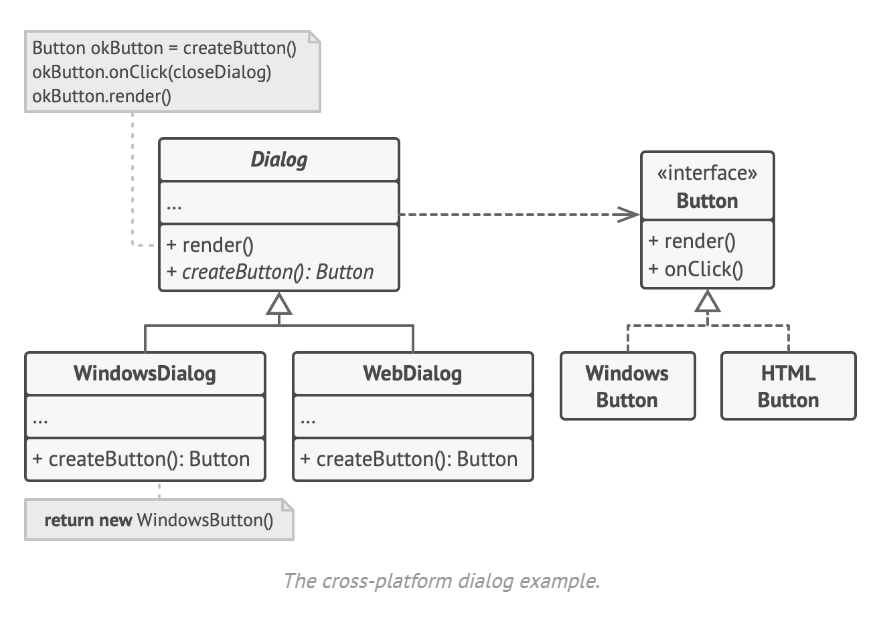 Button okButton = createButton()
okButton.onClick(closeDialog)
okButton.render()
Dialog
...
+ render()
+ createButton(): Button
«interface»
Button
+ render()
+ onClick()
WindowsDialog
...
+ createButton(): Button
WebDialog
...
+ createButton(): Button
Windows
Button
HTML
Button
return new WindowsButton()
The cross-platform dialog example.